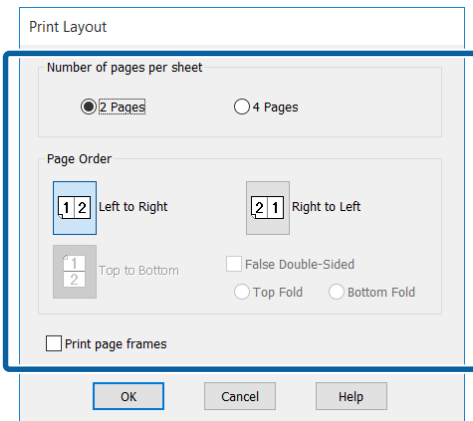 Print Layout
Number of pages per sheet
2 Pages 4 Pages
Page Order
1 2 Left to Right 2 1 Right to Left
1
2
Top to Bottom
False Double-Sided
Top Fold Bottom Fold
Print page frames
OK Cancel Help